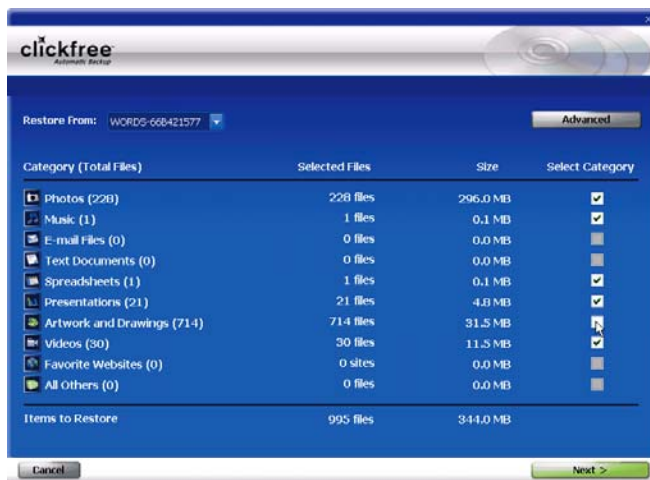 clickfree
Automatic Backup
Restore from: WORDS-66B421577 Advanced
Category (Total Files) Selected Files Size Select Category
Photos (228) 228 files 296.0 MB
Music (1) 1 files 0.1 MB
E-mail Files (0) 0 files 0.0 MB
Text Documents (0) 0 files 0.0 MB
Spreadsheets (1) 1 files 0.1 MB
Presentations (21) 21 files 4.8 MB
Artwork and Drawings (714) 714 files 31.5 MB
Videos (30) 30 files 11.5 MB
Favorite Websites (0) 0 sites 0.0 MB
All Others (0) 0 files 0.0 MB
Items to Restore 995 files 344.0 MB
Cancel Next >